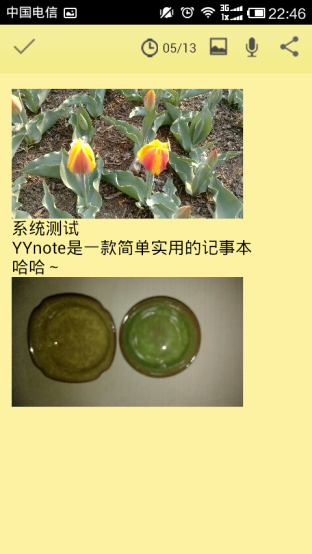 中国电信
3G
1x
22:46
05/13
系统测试
YYnote是一款简单实用的记事本
哈哈~